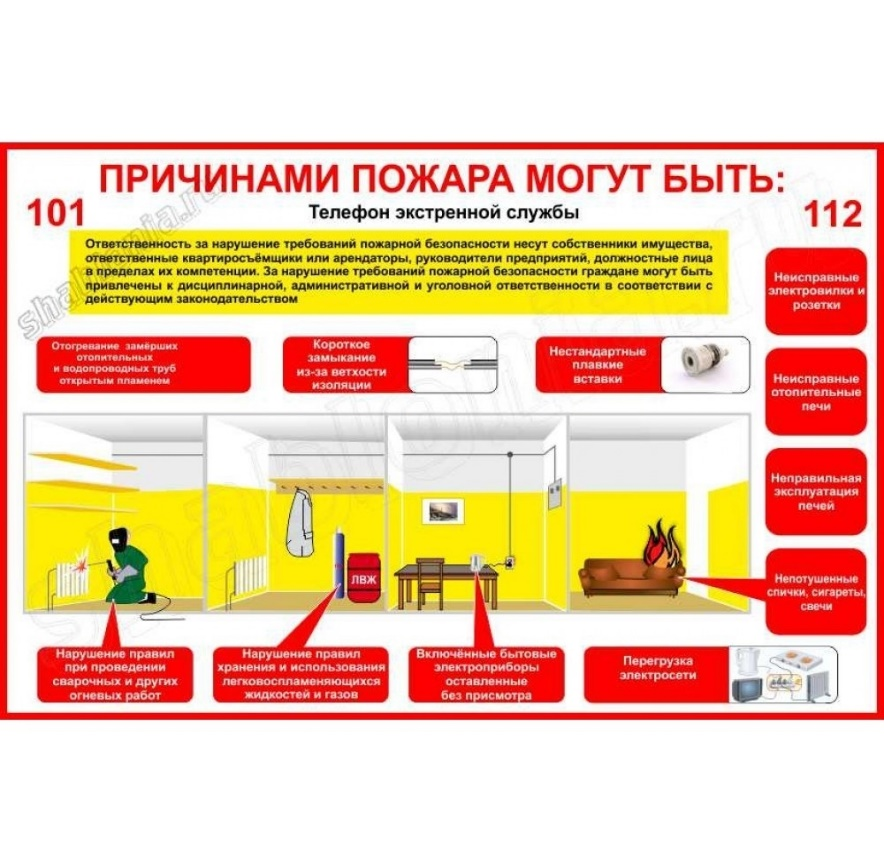 ПРИЧИНАМИ ПОЖАРА МОГУТ БЫТЬ:
101
Телефон экстренной службы
112
Ответственность за нарушение требований пожарной безопасности несут собственники имущества,
ответственные квартиросъёмщики или арендаторы, руководители предприятий, должностные лица
в пределах их компетенции. За нарушение требований пожарной безопасности граждане могут быть
привлечены к дисциплинарной, административной и уголовной ответственности в соответствии с
действующим законодательством
Отогревание замёрших
отопительных
и водопроводных труб
открытым пламенем
Короткое
замыкание
из-за ветхости
изоляции
Нестандартные
плавкие
вставки
Неисправные
электровилки и
розетки
Неисправные
отопительные
печи
Неправильная
эксплуатация
печей
Непотушенные
спички, сигареты,
свечи
ЛВЖ
Нарушение правил
при проведении
сварочных и других
огневых работ
Нарушение правил
хранения и использования
легковоспламеняющихся
жидкостей и газов
Включённые бытовые
электроприборы
оставленные
без присмотра
Перегрузка
электросети